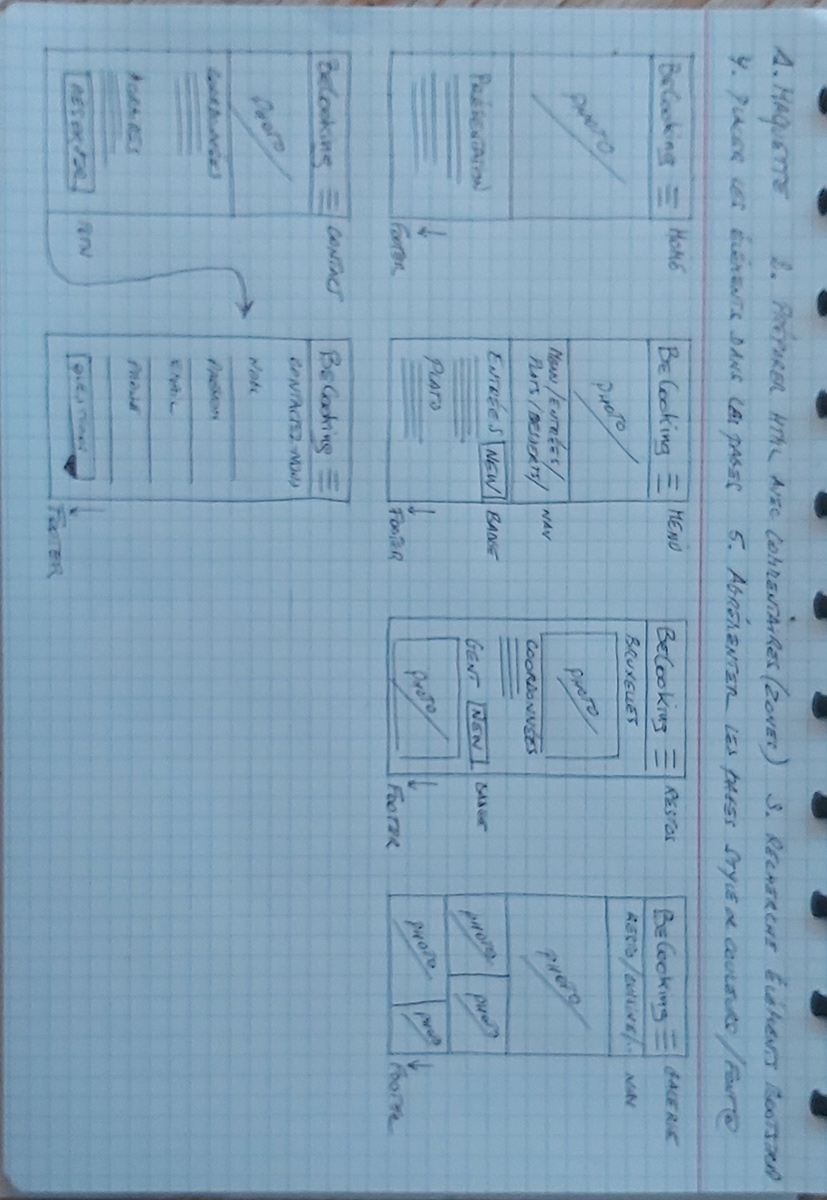 1. MAQUETTE 2. PRÉPARER HTML AVEC COMMENTAIRES (ZONES) 3. RECHERCHE ÉLÉMENTS BOOTSTRAP
4. PLACER LES ÉLÉMENTS DANS LES PAGES 5. AGRÉMENTER LES PAGES STYLE DE COULEURS / FONT @
HOME
BeCooking
PHOTO
PRÉSENTATION
FOOTER
MENU
BeCooking
PHOTO
MENU / ENTRÉES /
PLATS / DESSERTS /
NAV
ENTRÉES NEW
BADGE
PLATS
FOOTER
RESTOS
BeCooking
BRUXELLES
PHOTO
COORDONNÉES
GENT NEW
BADGE
PHOTO
FOOTER
GALERIE
BeCooking
RESTO / CUISINE /..
NAV
PHOTO
PHOTO
PHOTO
PHOTO
PHOTO
FOOTER
CONTACT
BeCooking
PHOTO
COORDONNÉES
HORAIRES
BTN
BeCooking
CONTACTEZ-NOUS
NOM
PRÉNOM
EMAIL
PHONE
QUESTIONS
FOOTER